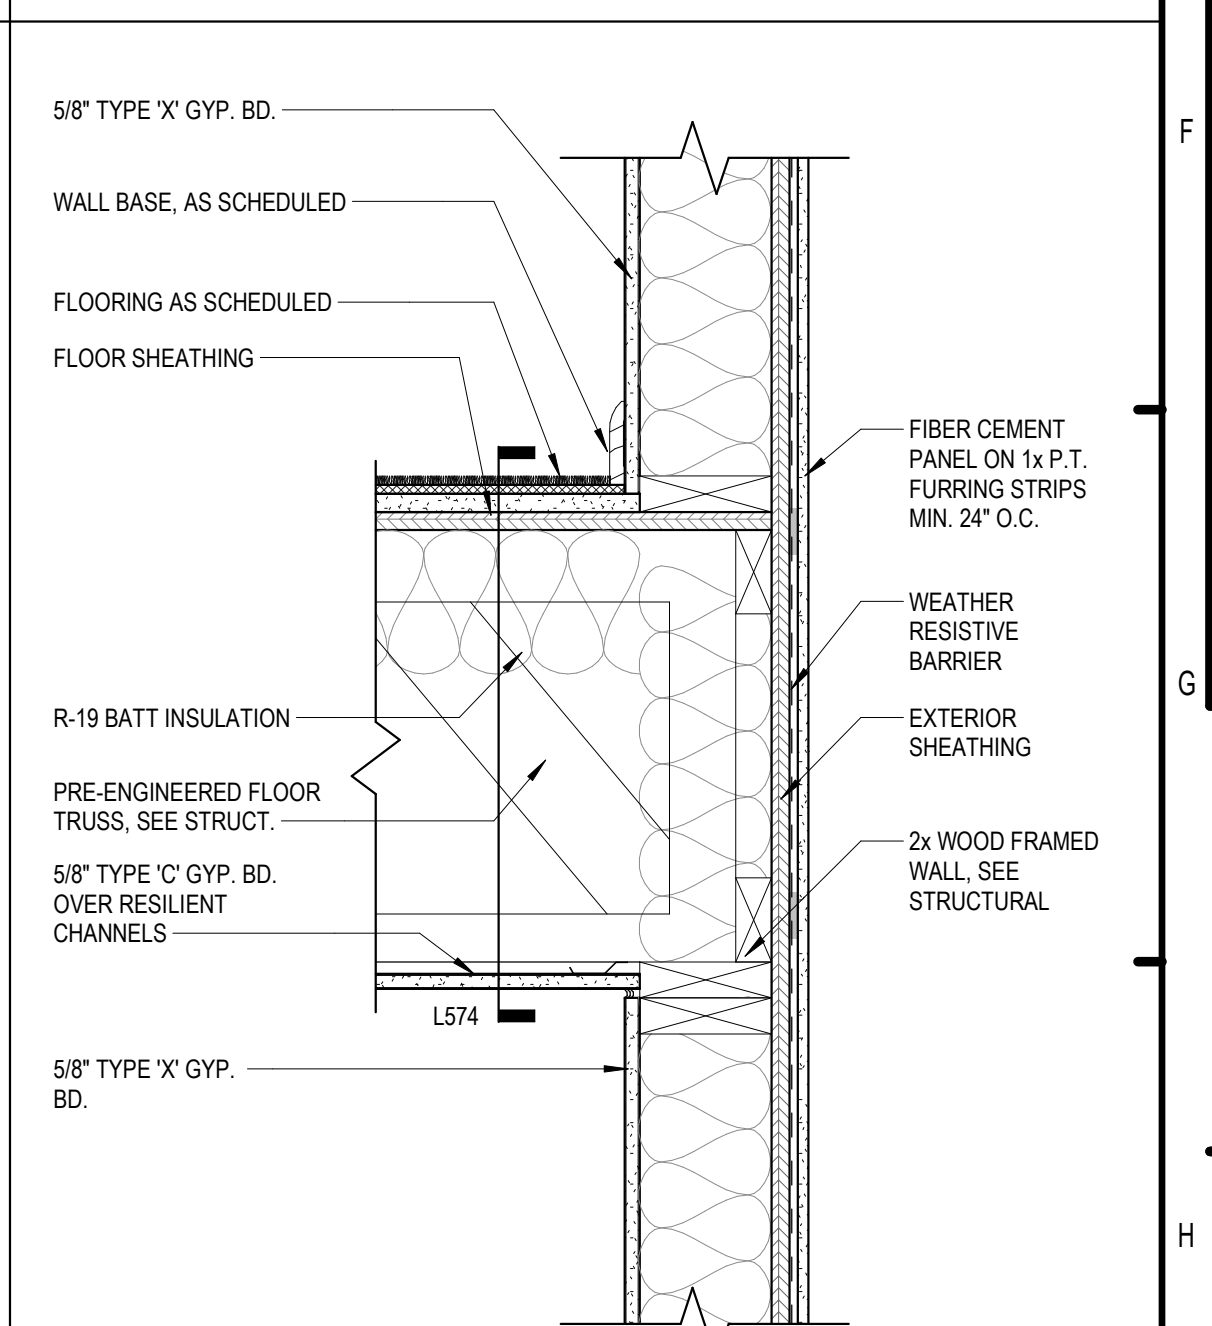 5/8" TYPE 'X' GYP. BD.
WALL BASE, AS SCHEDULED
FLOORING AS SCHEDULED
FLOOR SHEATHING
R-19 BATT INSULATION
PRE-ENGINEERED FLOOR
TRUSS, SEE STRUCT.
5/8" TYPE 'C' GYP. BD.
OVER RESILIENT
CHANNELS
L574
5/8" TYPE 'X' GYP.
BD.
FIBER CEMENT
PANEL ON 1x P.T.
FURRING STRIPS
MIN. 24" O.C.
WEATHER
RESISTIVE
BARRIER
EXTERIOR
SHEATHING
2x WOOD FRAMED
WALL, SEE
STRUCTURAL
F
G
H